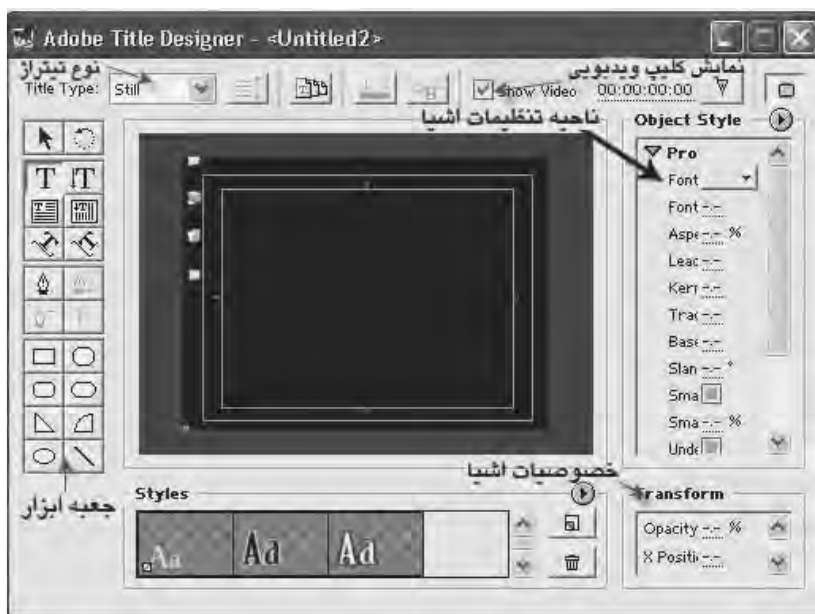 Adobe Title Designer - <Untitled2>
نوع تیتراژ
نمایش کلیپ ویدیویی
Title Type: Still
Show Video 00:00:00:00
ناحیه تنظیمات اشیا
Object Style
Pro
Font
Font -.-
Aspe -.- %
Leac -.-
Kerr -.-
Trac -.-
Base -.-
Slan -.- °
Sma
Sma -.- %
Unde
T T
خصوصیات اشیا
جعبه ابزار
Styles
Transform
Aa Aa Aa
Opacity -.- %
X Positi -.-